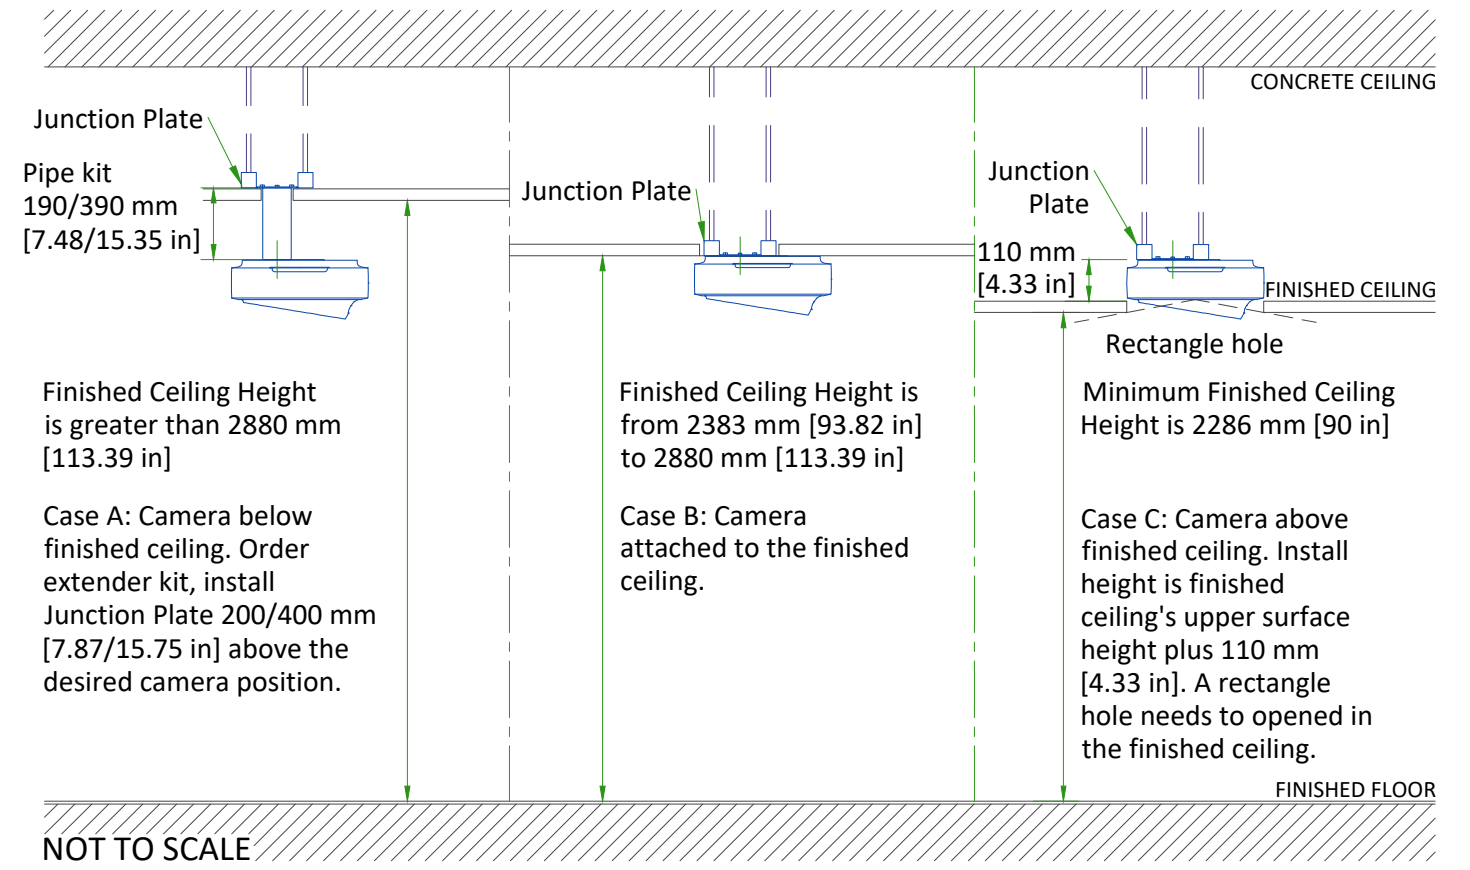 CONCRETE CEILING
Junction Plate
Pipe kit
190/390 mm
[7.48/15.35 in]
Finished Ceiling Height
is greater than 2880 mm
[113.39 in]
Case A: Camera below
finished ceiling. Order
extender kit, install
Junction Plate 200/400 mm
[7.87/15.75 in] above the
desired camera position.
Junction Plate
Finished Ceiling Height is
from 2383 mm [93.82 in]
to 2880 mm [113.39 in]
Case B: Camera
attached to the finished
ceiling.
Junction
Plate
110 mm
[4.33 in]
FINISHED CEILING
Rectangle hole
Minimum Finished Ceiling
Height is 2286 mm [90 in]
Case C: Camera above
finished ceiling. Install
height is finished
ceiling's upper surface
height plus 110 mm
[4.33 in]. A rectangle
hole needs to opened in
the finished ceiling.
FINISHED FLOOR
NOT TO SCALE